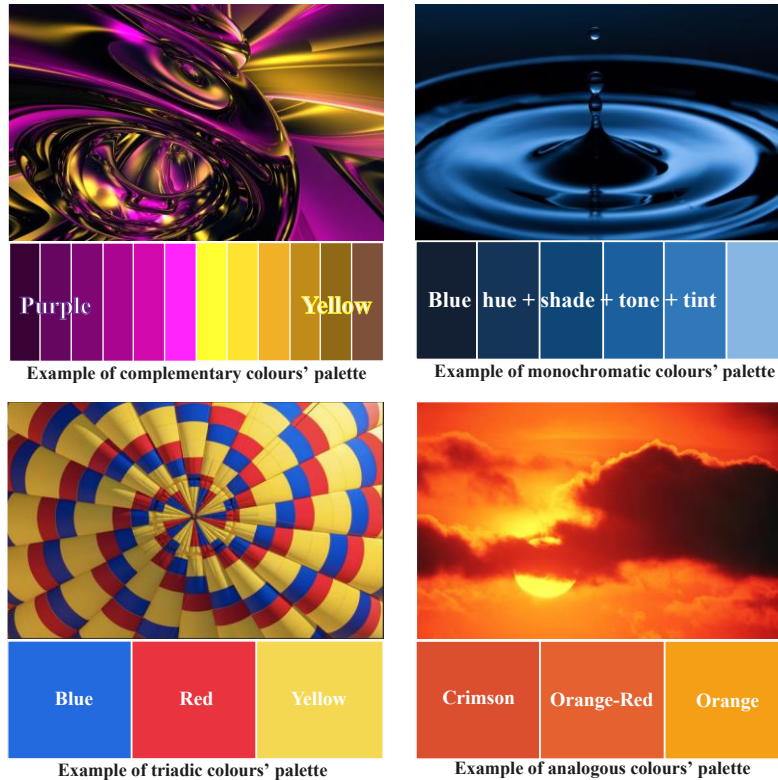 Purple Yellow
Example of complementary colours’ palette
Blue hue + shade + tone + tint
Example of monochromatic colours’ palette
Blue Red Yellow
Example of triadic colours’ palette
Crimson Orange-Red Orange
Example of analogous colours’ palette